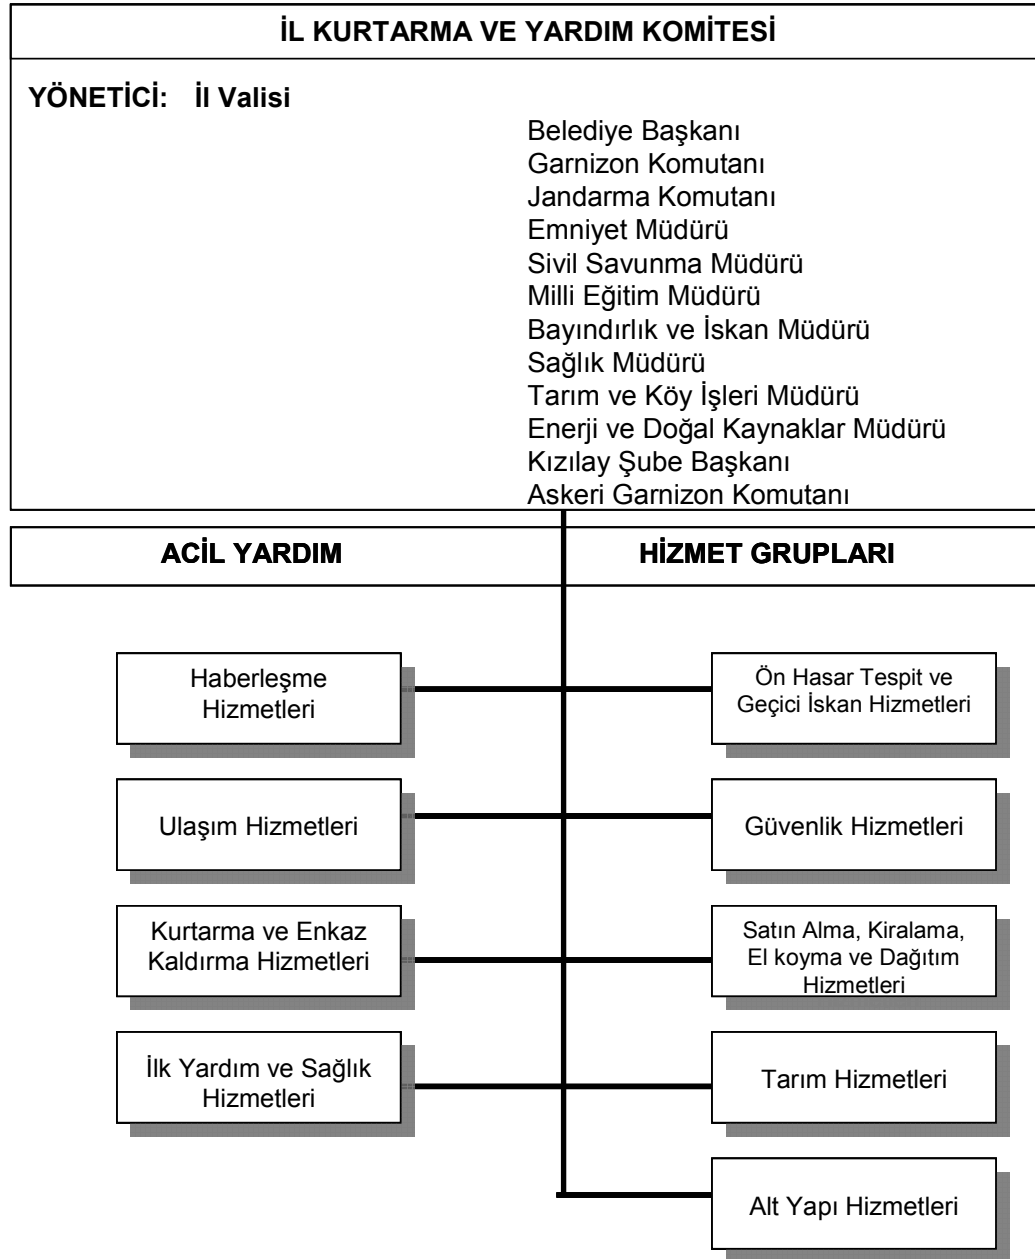 İL KURTARMA VE YARDIM KOMİTESİ
YÖNETİCİ: İl Valisi
Belediye Başkanı
Garnizon Komutanı
Jandarma Komutanı
Emniyet Müdürü
Sivil Savunma Müdürü
Milli Eğitim Müdürü
Bayındırlık ve İskan Müdürü
Sağlık Müdürü
Tarım ve Köy İşleri Müdürü
Enerji ve Doğal Kaynaklar Müdürü
Kızılay Şube Başkanı
Askeri Garnizon Komutanı
ACİL YARDIM HİZMET GRUPLARI
Haberleşme
Hizmetleri
Ön Hasar Tespit ve
Geçici İskan Hizmetleri
Ulaşım Hizmetleri
Güvenlik Hizmetleri
Kurtarma ve Enkaz
Kaldırma Hizmetleri
Satın Alma, Kiralama,
El koyma ve Dağıtım
Hizmetleri
İlk Yardım ve Sağlık
Hizmetleri
Tarım Hizmetleri
Alt Yapı Hizmetleri